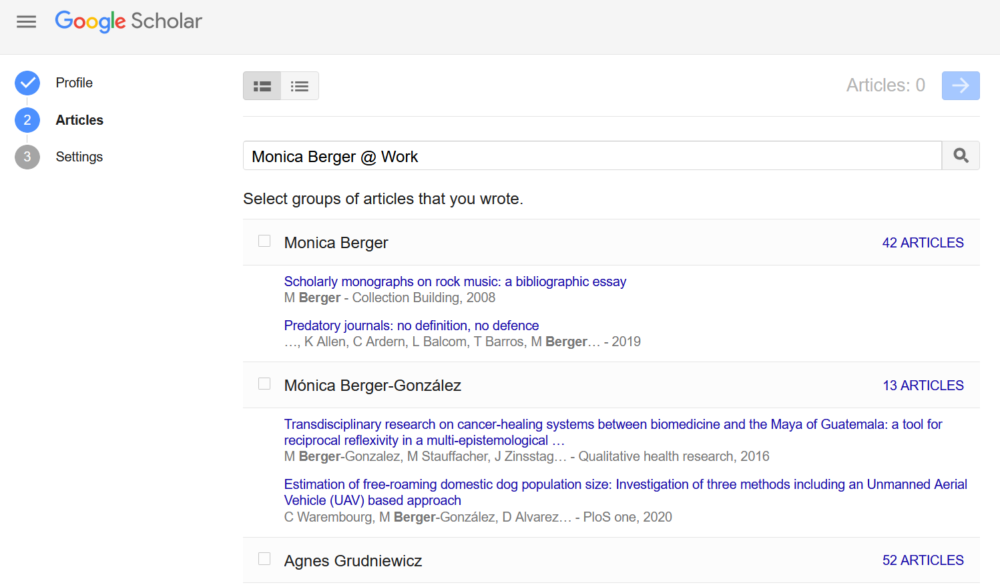 Google Scholar
Profile
2 Articles
3 Settings
Articles: 0
Monica Berger @ Work
Select groups of articles that you wrote.
Monica Berger 42 ARTICLES
Scholarly monographs on rock music: a bibliographic essay
M Berger - Collection Building, 2008
Predatory journals: no definition, no defence
…, K Allen, C Ardern, L Balcom, T Barros, M Berger… - 2019
Mónica Berger-González 13 ARTICLES
Transdisciplinary research on cancer-healing systems between biomedicine and the Maya of Guatemala: a tool for
reciprocal reflexivity in a multi-epistemological …
M Berger-Gonzalez, M Stauffacher, J Zinsstag… - Qualitative health research, 2016
Estimation of free-roaming domestic dog population size: Investigation of three methods including an Unmanned Aerial
Vehicle (UAV) based approach
C Warembourg, M Berger-González, D Alvarez… - PloS one, 2020
Agnes Grudniewicz 52 ARTICLES